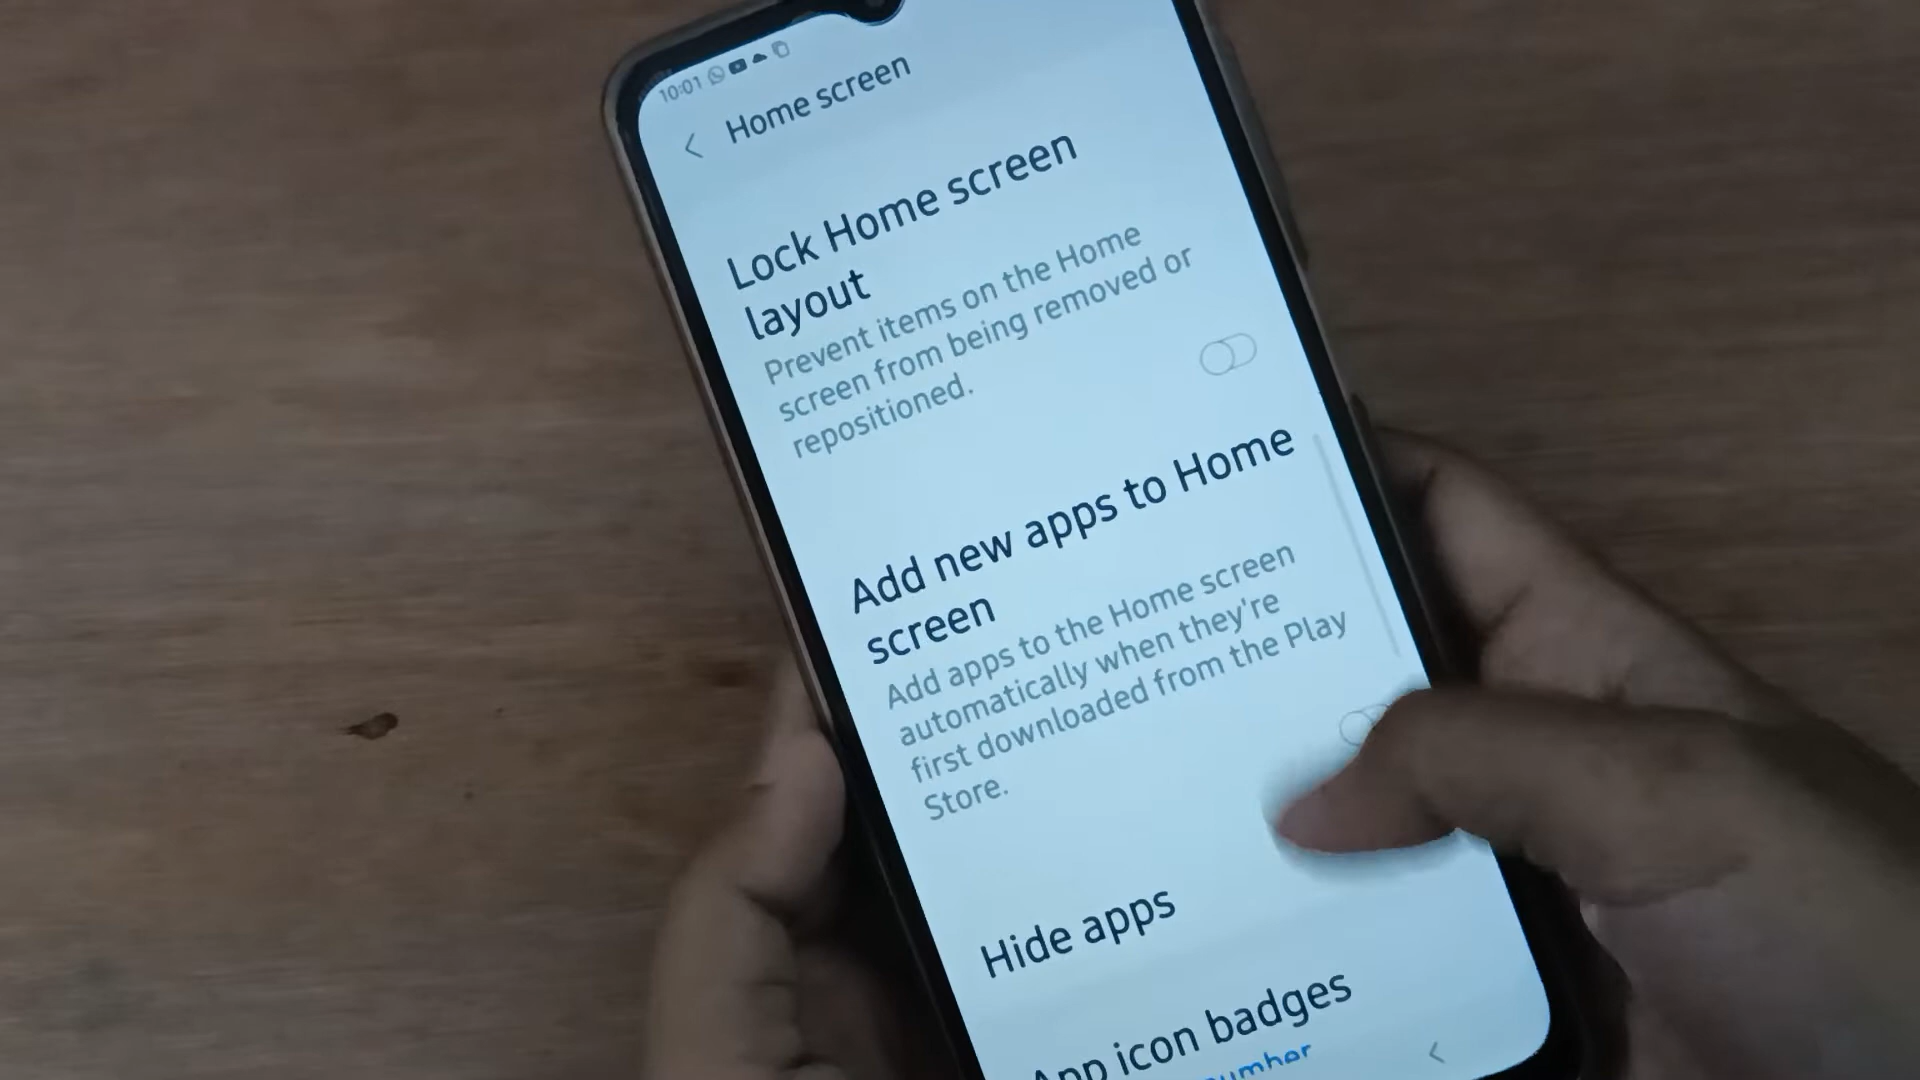 10:01
Home screen
Lock Home screen
layout
Prevent items on the Home
screen from being removed or
repositioned.
Add new apps to Home
screen
Add apps to the Home screen
automatically when they're
first downloaded from the Play
Store.
Hide apps
App icon badges
number